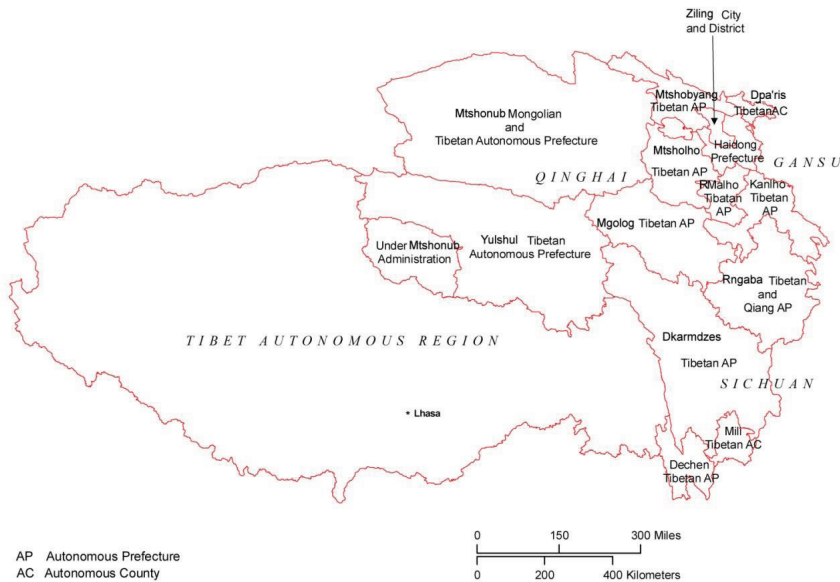 Ziling City
and District
Mtshobyang
Tibetan AP
Dpa'ris
TibetanAC
Mtshonub Mongolian
and
Tibetan Autonomous Prefecture
Mtsholho
Tibetan AP
Haidong
Prefecture
GANSU
QINGHAI
RMalho
Tibatan
AP
Kanlho
Tibetan
AP
Mgolog Tibetan AP
Under Mtshonub
Administration
Yulshul Tibetan
Autonomous Prefecture
Rngaba Tibetan
and
Qiang AP
TIBET AUTONOMOUS REGION
Dkarmdzes
Tibetan AP
SICHUAN
Lhasa
Mill
Tibetan AC
Dechen
Tibetan AP
0 150 300 Miles
0 200 400 Kilometers
AP Autonomous Prefecture
AC Autonomous County